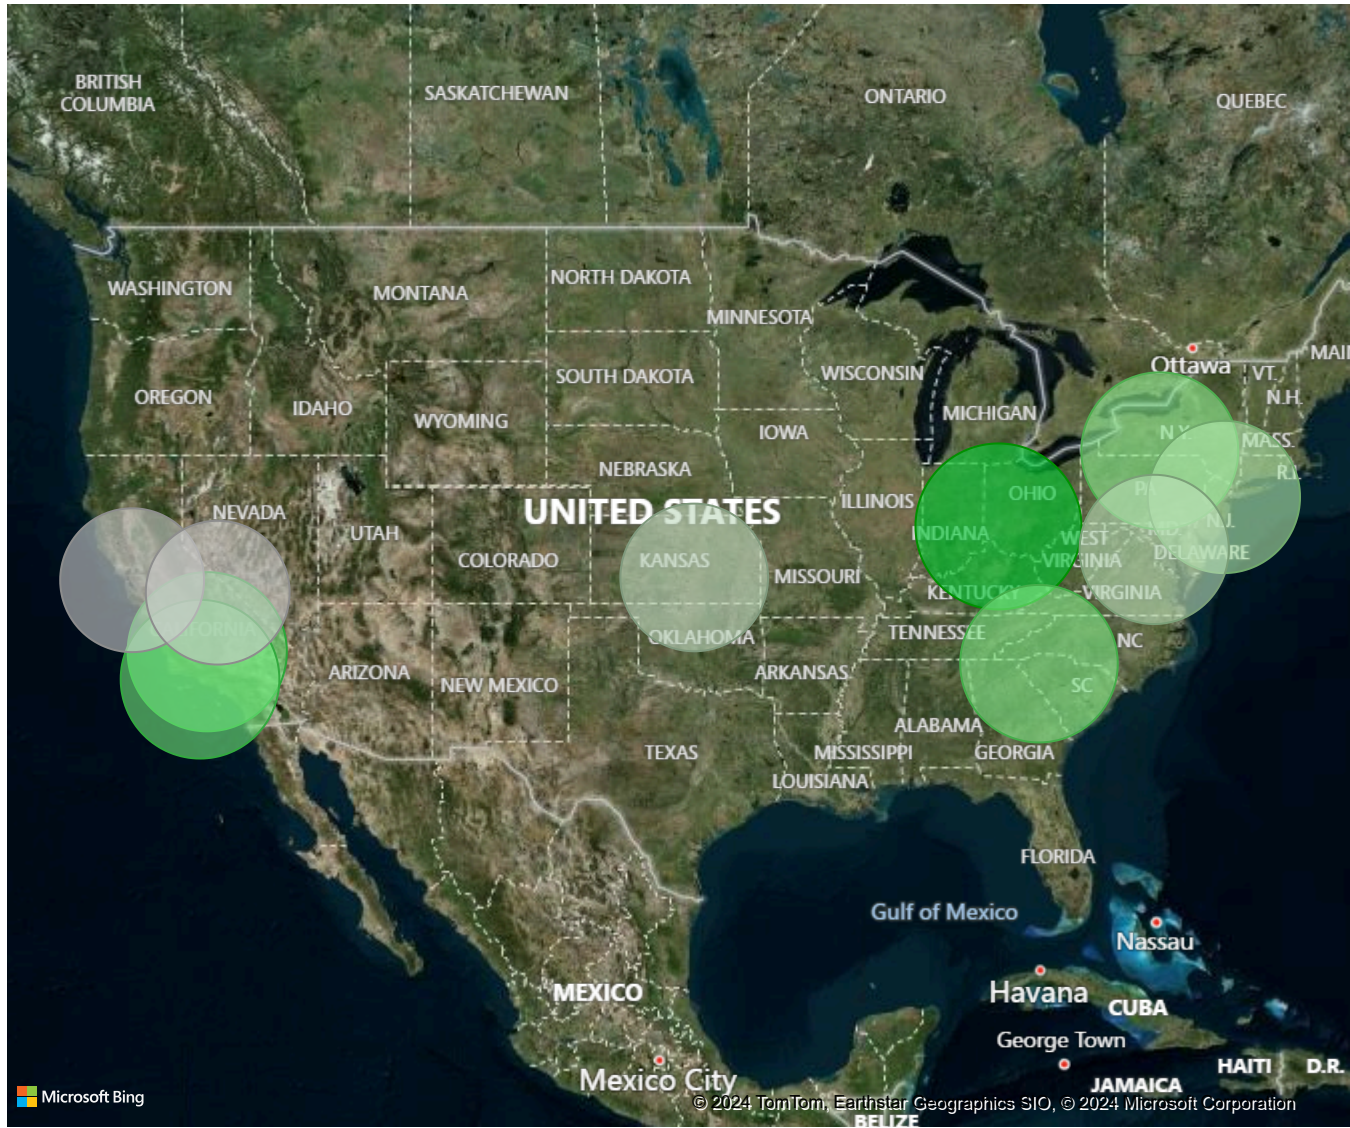 BRITISH
COLUMBIA
SASKATCHEWAN
ONTARIO
QUEBEC
WASHINGTON
MONTANA
NORTH DAKOTA
MINNESOTA
Ottawa
MAIN
VT.
N.H.
OREGON
IDAHO
WYOMING
SOUTH DAKOTA
WISCONSIN
MICHIGAN
IOWA
N.Y.
MASS.
R.I.
NEBRASKA
NEVADA
UNITED STATES
ILLINOIS
OHIO
PA
N.J.
UTAH
COLORADO
KANSAS
MISSOURI
INDIANA
WEST
VIRGINIA
MD.
DELAWARE
KENTUCKY
VIRGINIA
CALIFORNIA
OKLAHOMA
TENNESSEE
NC
ARIZONA
NEW MEXICO
ARKANSAS
SC
TEXAS
ALABAMA
MISSISSIPPI
GEORGIA
LOUISIANA
FLORIDA
Gulf of Mexico
Nassau
MEXICO
Havana
CUBA
George Town
HAITI
D.R.
Mexico City
JAMAICA
Microsoft Bing
© 2024 TomTom, Earthstar Geographics SIO, © 2024 Microsoft Corporation
BELIZE